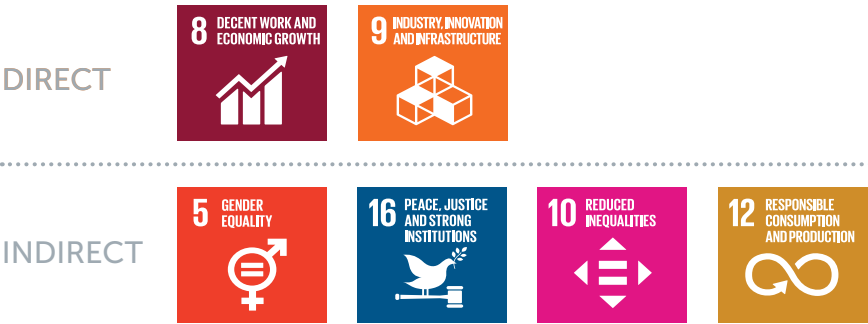 DIRECT
8 DECENT WORK AND
ECONOMIC GROWTH
9 INDUSTRY, INNOVATION
AND INFRASTRUCTURE
INDIRECT
5 GENDER
EQUALITY
16 PEACE, JUSTICE
AND STRONG
INSTITUTIONS
10 REDUCED
INEQUALITIES
12 RESPONSIBLE
CONSUMPTION
AND PRODUCTION